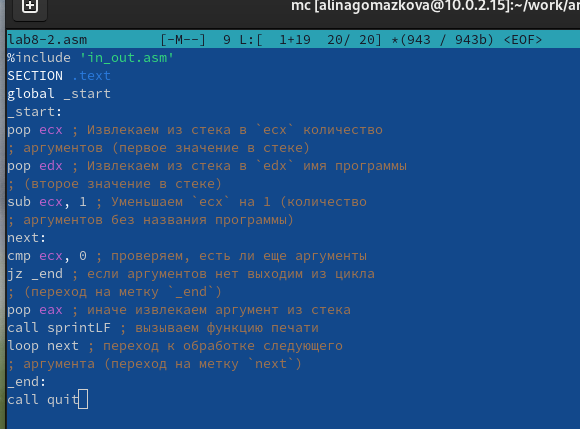 mc [alinagomazkova@10.0.2.15]:~/work/ar
lab8-2.asm [-M--] 9 L:[ 1+19 20/ 20] *(943 / 943b) <EOF>
%include 'in_out.asm'
SECTION .text
global _start
_start:
pop ecx ; Извлекаем из стека в `ecx` количество
; аргументов (первое значение в стеке)
pop edx ; Извлекаем из стека в `edx` имя программы
; (второе значение в стеке)
sub ecx, 1 ; Уменьшаем `ecx` на 1 (количество
; аргументов без названия программы)
next:
cmp ecx, 0 ; проверяем, есть ли еще аргументы
jz _end ; если аргументов нет выходим из цикла
; (переход на метку `_end`)
pop eax ; иначе извлекаем аргумент из стека
call sprintLF ; вызываем функцию печати
loop next ; переход к обработке следующего
; аргумента (переход на метку `next`)
_end:
call quit